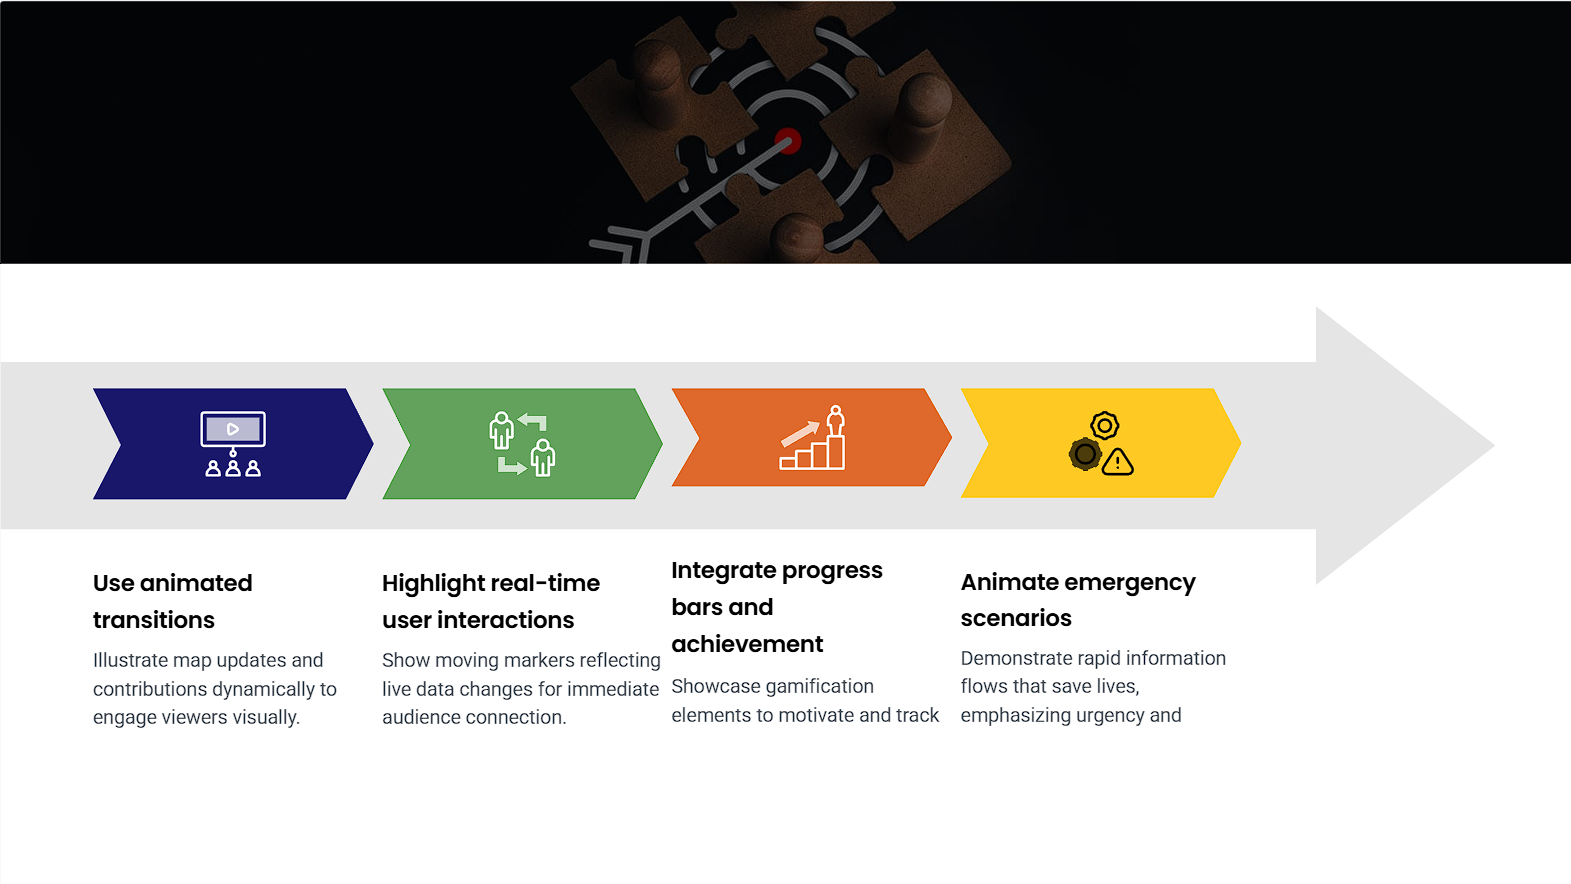 Use animated
transitions
Illustrate map updates and
contributions dynamically to
engage viewers visually.
Highlight real-time
user interactions
Show moving markers reflecting
live data changes for immediate
audience connection.
Integrate progress
bars and
achievement
Showcase gamification
elements to motivate and track
Animate emergency
scenarios
Demonstrate rapid information
flows that save lives,
emphasizing urgency and